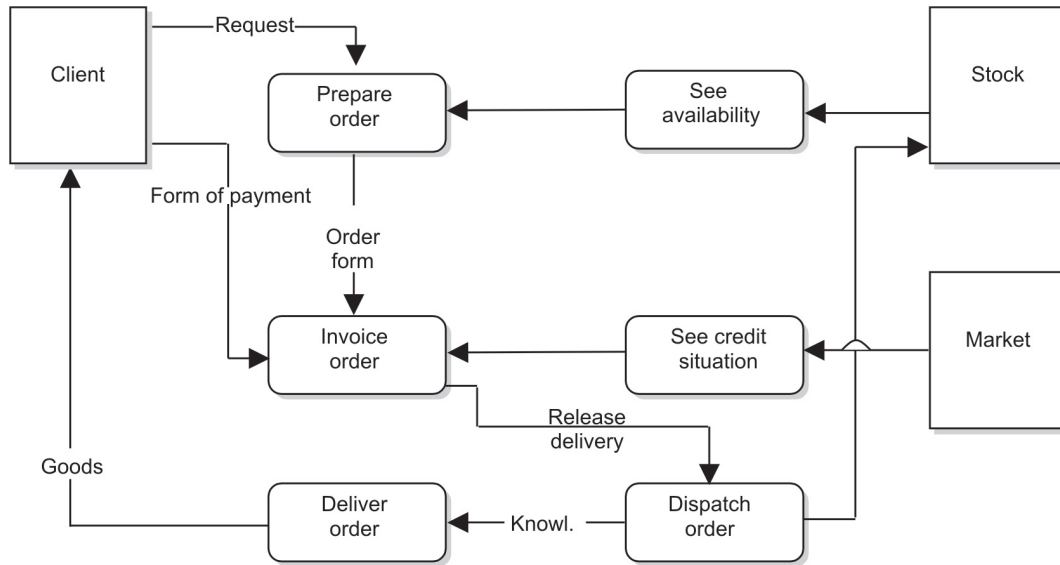 Request
Client
Stock
Prepare
order
See
availability
Form of payment
Order
form
Invoice
order
See credit
situation
Market
Release
delivery
Goods
Deliver
order
Knowl.
Dispatch
order